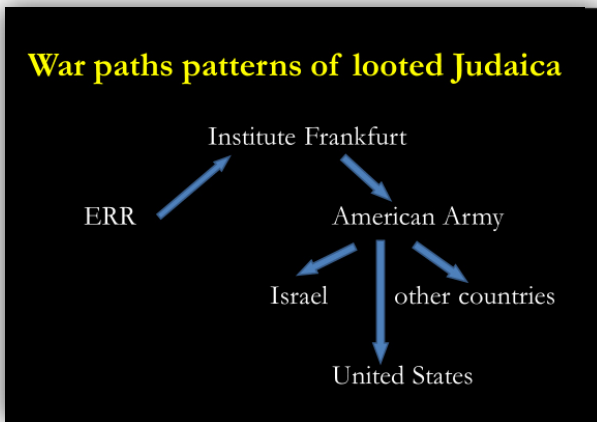 War paths patterns of looted Judaica
Institute Frankfurt
ERR
American Army
Israel
other countries
United States